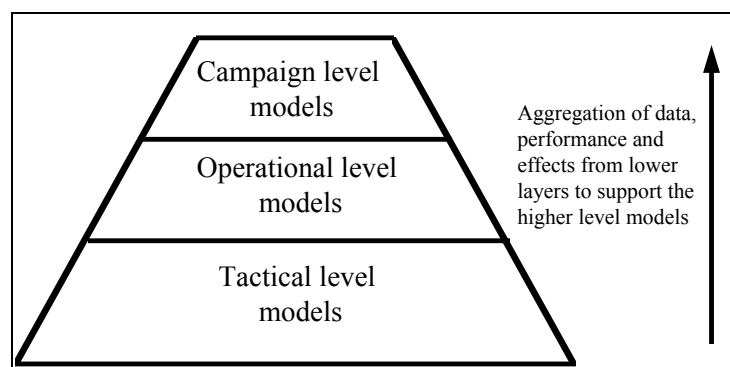 Campaign level
models
Operational level
models
Tactical level
models
Aggregation of data,
performance and
effects from lower
layers to support the
higher level models